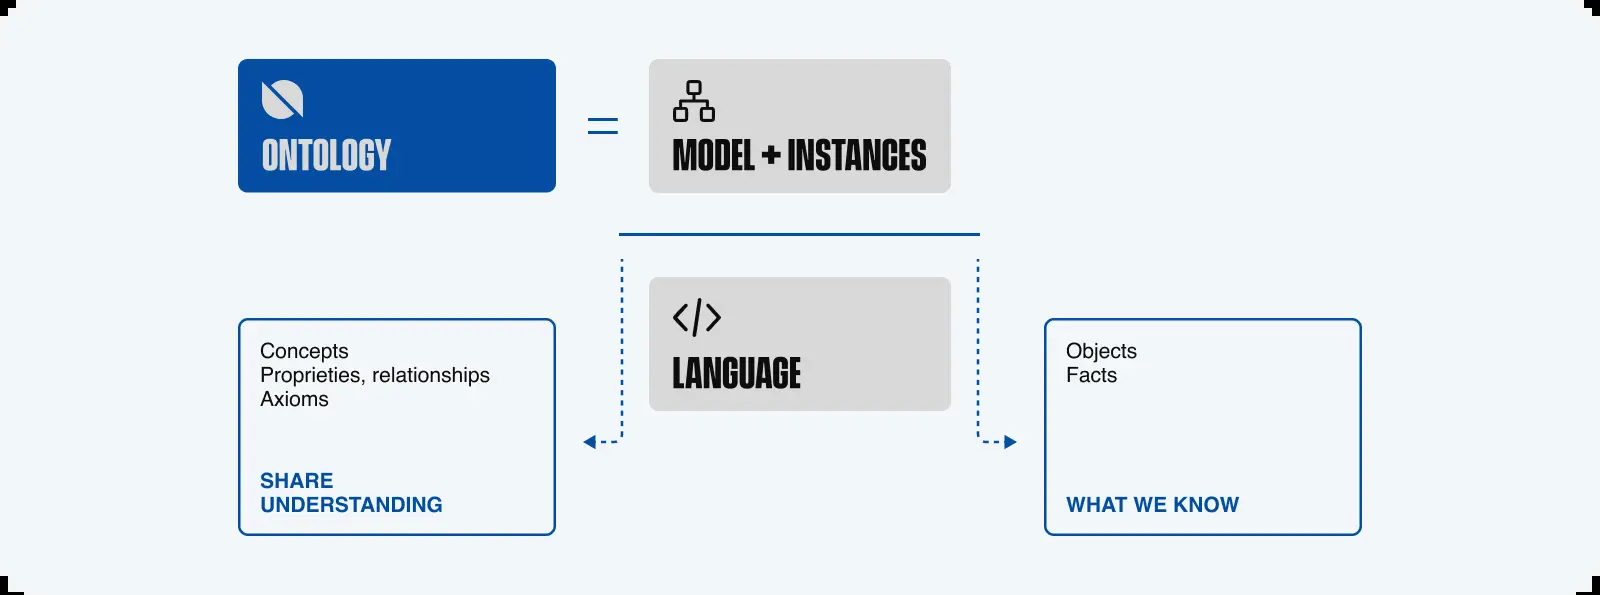 ONTOLOGY
=
MODEL + INSTANCES
LANGUAGE
Concepts
Proprieties, relationships
Axioms
SHARE
UNDERSTANDING
Objects
Facts
WHAT WE KNOW